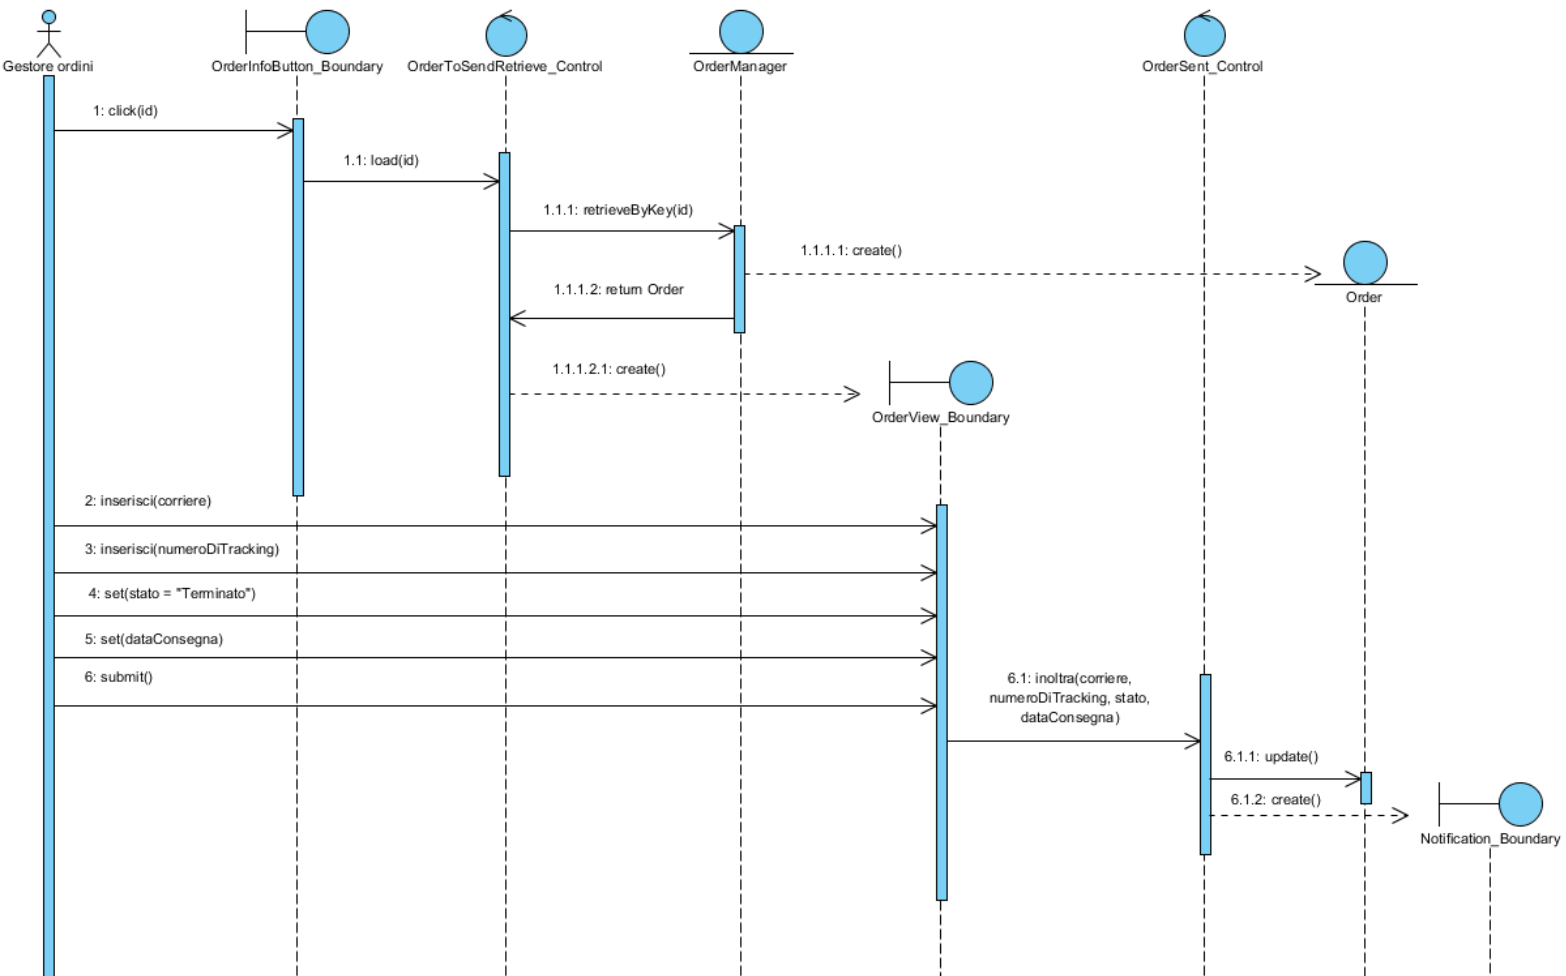 Gestore ordini
OrderInfoButton_Boundary
OrderToSendRetrieve_Control
OrderManager
OrderSent_Control
1: click(id)
1.1: load(id)
1.1.1: retrieveByKey(id)
1.1.1.1: create()
1.1.1.2: return Order
Order
1.1.1.2.1: create()
OrderView_Boundary
2: inserisci(corriere)
3: inserisci(numeroDiTracking)
4: set(stato = "Terminato")
5: set(dataConsegna)
6: submit()
6.1: inoltra(corriere,
numeroDiTracking, stato,
dataConsegna)
6.1.1: update()
6.1.2: create()
Notification_Boundary